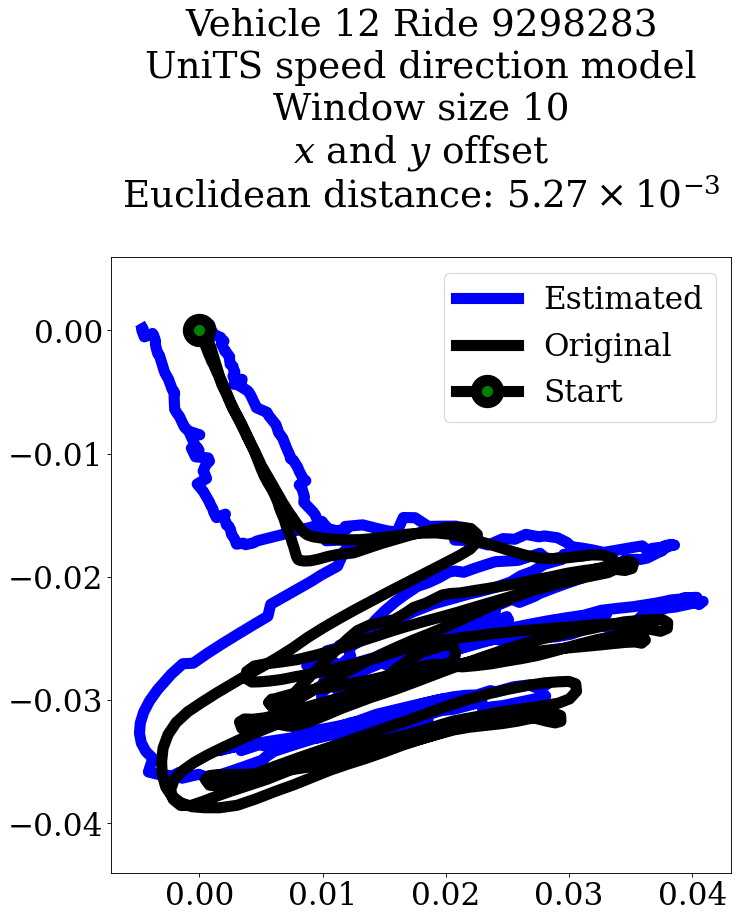 Vehicle 12 Ride 9298283
UniTS speed direction model
Window size 10
x and y offset
Euclidean distance: 5.27 × 10⁻³
Estimated
Original
Start
0.00
−0.01
−0.02
−0.03
−0.04
0.00 0.01 0.02 0.03 0.04